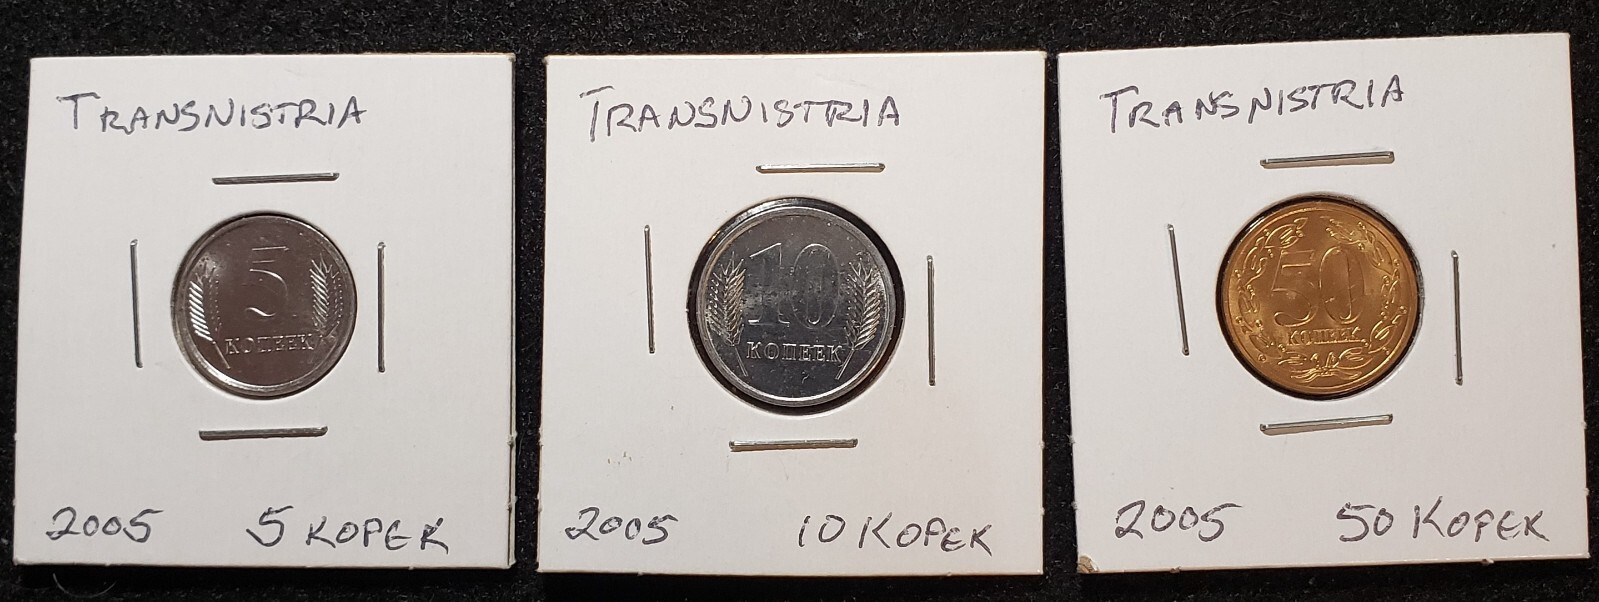 TRANSNISTRIA
5
КОПЕЕК
2005 5 KOPEK
TRANSNISTRIA
10
КОПЕЕК
2005 10 KOPEK
TRANSNISTRIA
50
КОПЕЕК
2005 50 KOPEK